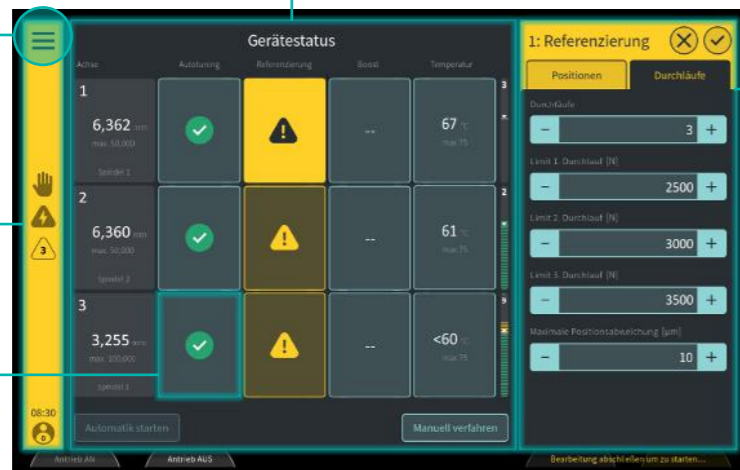 Gerätestatus
Achse Autotuning Referenzierung Boost Temperatur
1
6,362 mm
max. 50,000
Spindel 1
--
67 °C
max.75
3
2
6,360 mm
max. 50,000
Spindel 2
--
61 °C
max.75
2
3
3,255 mm
max. 100,000
Spindel 1
--
<60 °C
max.75
9
Automatik starten
Manuell verfahren
3
08:30
Antrieb AN
Antrieb AUS
1: Referenzierung
Positionen Durchläufe
Durchläufe
- 3 +
Limit 1. Durchlauf [N]
- 2500 +
Limit 2. Durchlauf [N]
- 3000 +
Limit 3. Durchlauf [N]
- 3500 +
Maximale Positionsabweichung [µm]
- 10 +
Bearbeitung abschließen um zu starten...